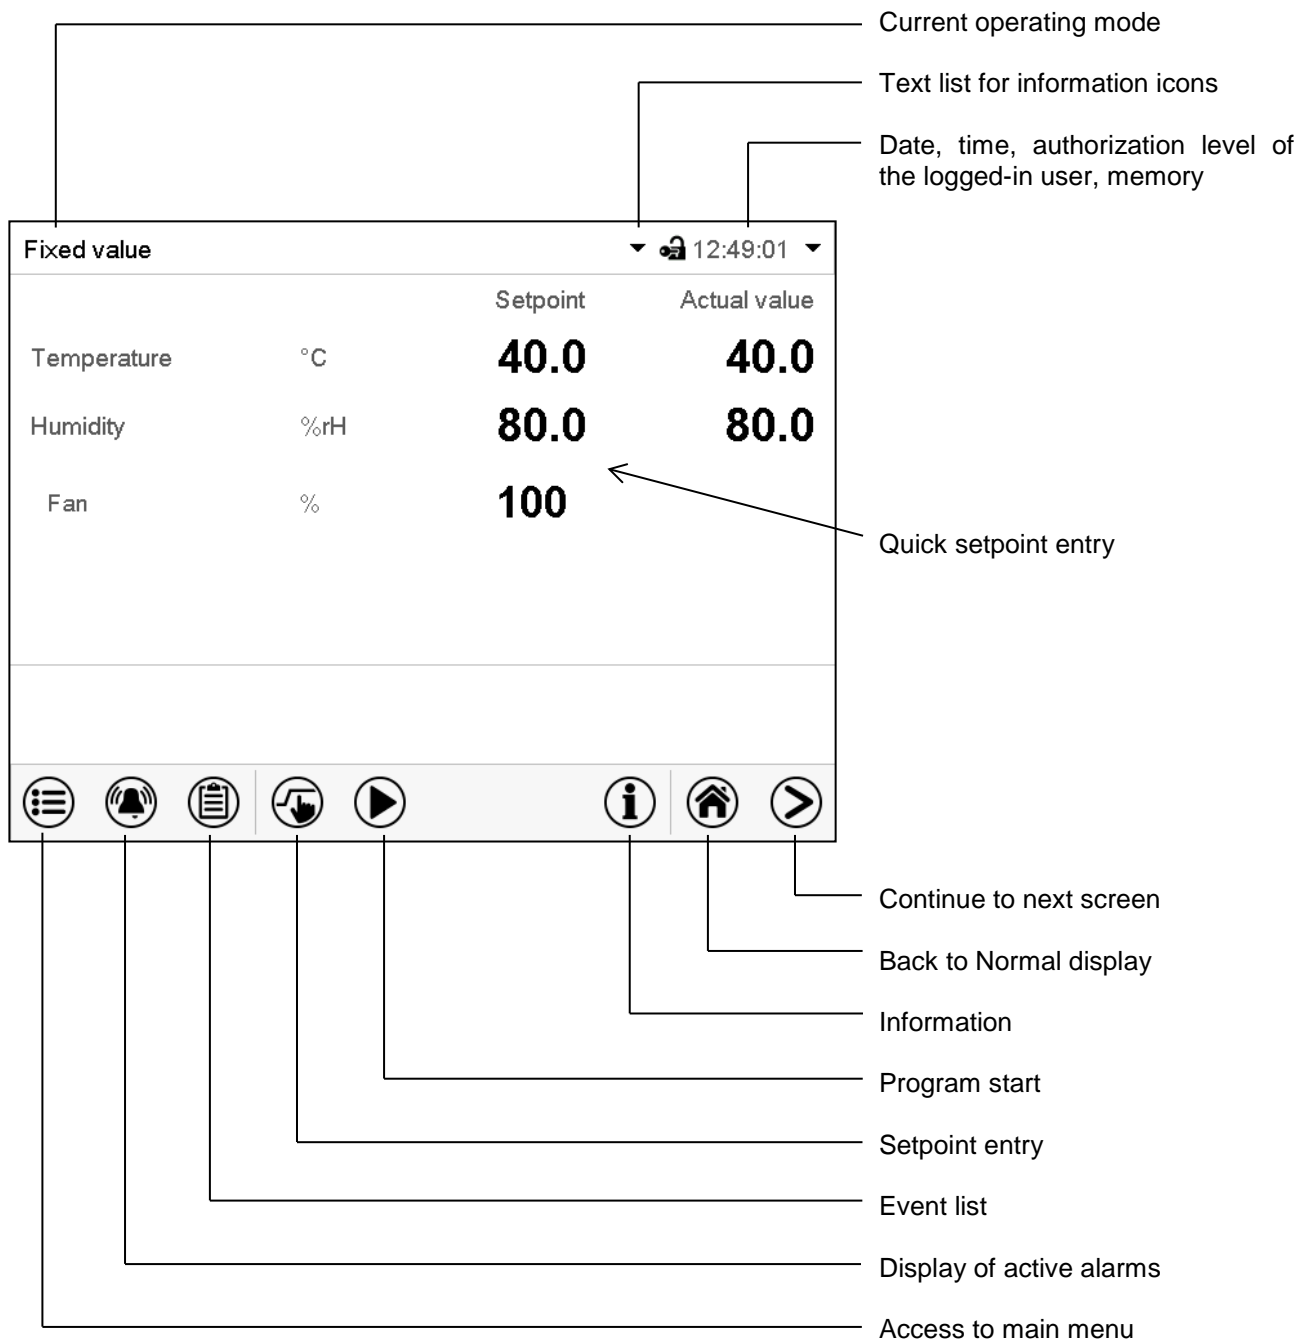 Current operating mode
Text list for information icons
Date, time, authorization level of
the logged-in user, memory
Fixed value
12:49:01
Setpoint Actual value
Temperature °C 40.0 40.0
Humidity %rH 80.0 80.0
Fan % 100
Quick setpoint entry
Continue to next screen
Back to Normal display
Information
Program start
Setpoint entry
Event list
Display of active alarms
Access to main menu